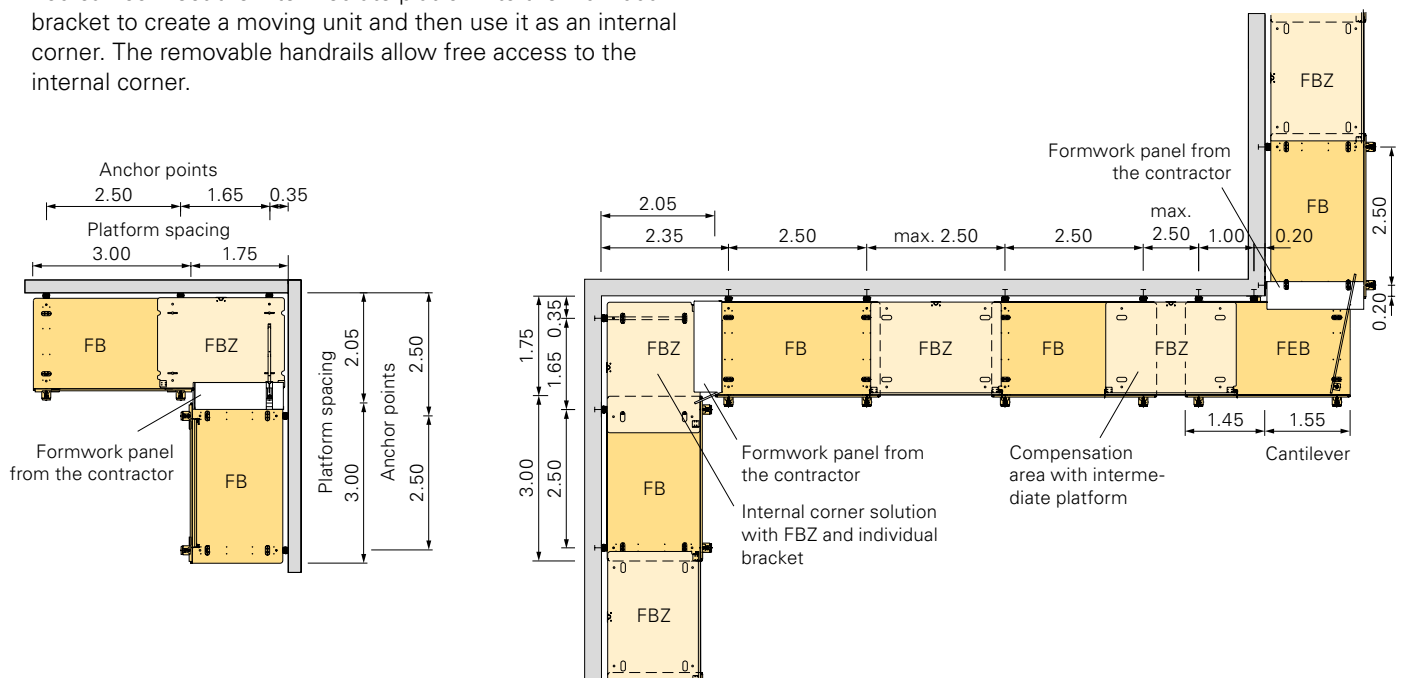 bracket to create a moving unit and then use it as an internal
corner. The removable handrails allow free access to the
internal corner.
Anchor points
2.50 1.65 0.35
Platform spacing
3.00 1.75
FB
FBZ
FB
Formwork panel
from the contractor
Platform spacing
2.05
3.00
Anchor points
2.50
2.50
2.05
2.35
2.50
max. 2.50
2.50
max.
2.50
1.00
0.20
Formwork panel from
the contractor
FBZ
FB
2.50
0.20
1.75
0.35
1.65
3.00
2.50
FBZ
FB
FBZ
FB
FBZ
FEB
FB
FBZ
1.45
1.55
Cantilever
Formwork panel from
the contractor
Internal corner solution
with FBZ and individual
bracket
Compensation
area with interme-
diate platform